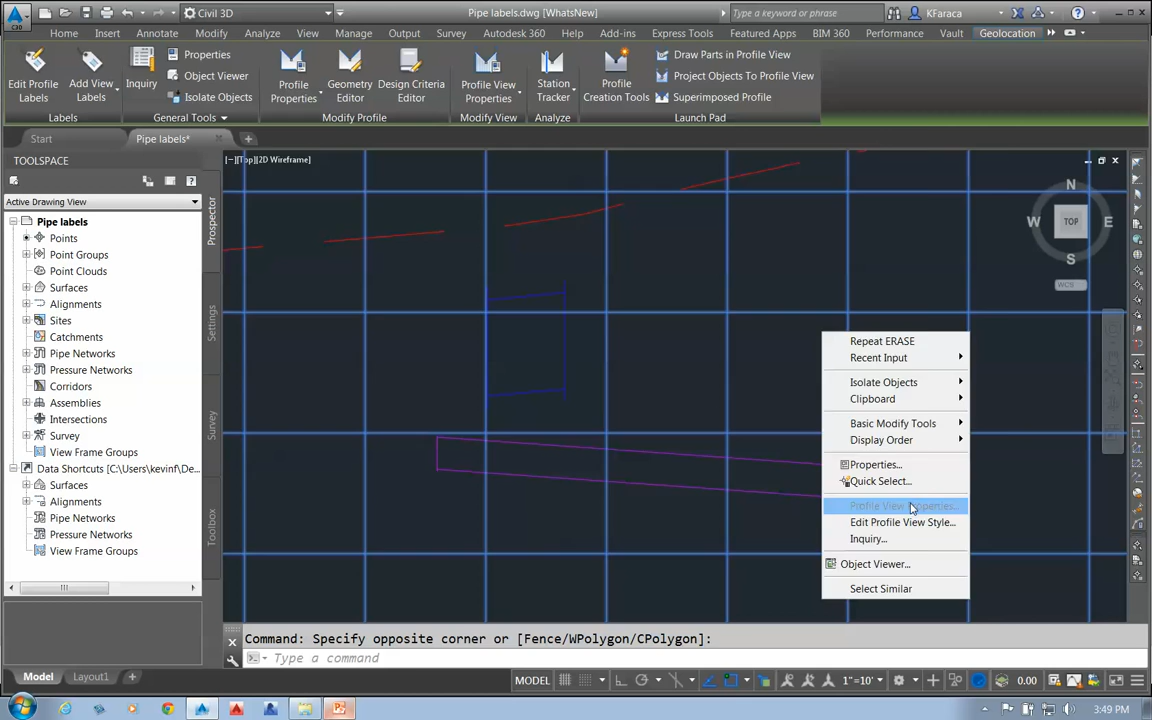 Civil 3D
Pipe labels.dwg [WhatsNew]
Type a keyword or phrase
KFaraca
C3D
Home Insert Annotate Modify Analyze View Manage Output Survey Autodesk 360 Help Add-ins Express Tools Featured Apps BIM 360 Performance Vault Geolocation
Edit Profile Labels
Add View Labels
Inquiry
Properties
Object Viewer
Isolate Objects
Profile Properties
Geometry Editor
Design Criteria Editor
Profile View Properties
Station Tracker
Profile Creation Tools
Draw Parts in Profile View
Project Objects To Profile View
Superimposed Profile
Labels
General Tools
Modify Profile
Modify View
Analyze
Launch Pad
Start
Pipe labels*
TOOLSPACE
Active Drawing View
Pipe labels
Points
Point Groups
Point Clouds
Surfaces
Alignments
Sites
Catchments
Pipe Networks
Pressure Networks
Corridors
Assemblies
Intersections
Survey
View Frame Groups
Data Shortcuts [C:\Users\kevinf\De...
Surfaces
Alignments
Pipe Networks
Pressure Networks
View Frame Groups
Prospector
Settings
Survey
Toolbox
[−][Top][2D Wireframe]
N
W
TOP
E
S
WCS
Repeat ERASE
Recent Input
Isolate Objects
Clipboard
Basic Modify Tools
Display Order
Properties...
Quick Select...
Profile View Properties...
Edit Profile View Style...
Inquiry...
Object Viewer...
Select Similar
Command: Specify opposite corner or [Fence/WPolygon/CPolygon]:
Type a command
Model
Layout1
MODEL
1"=10'
0.00
3:49 PM